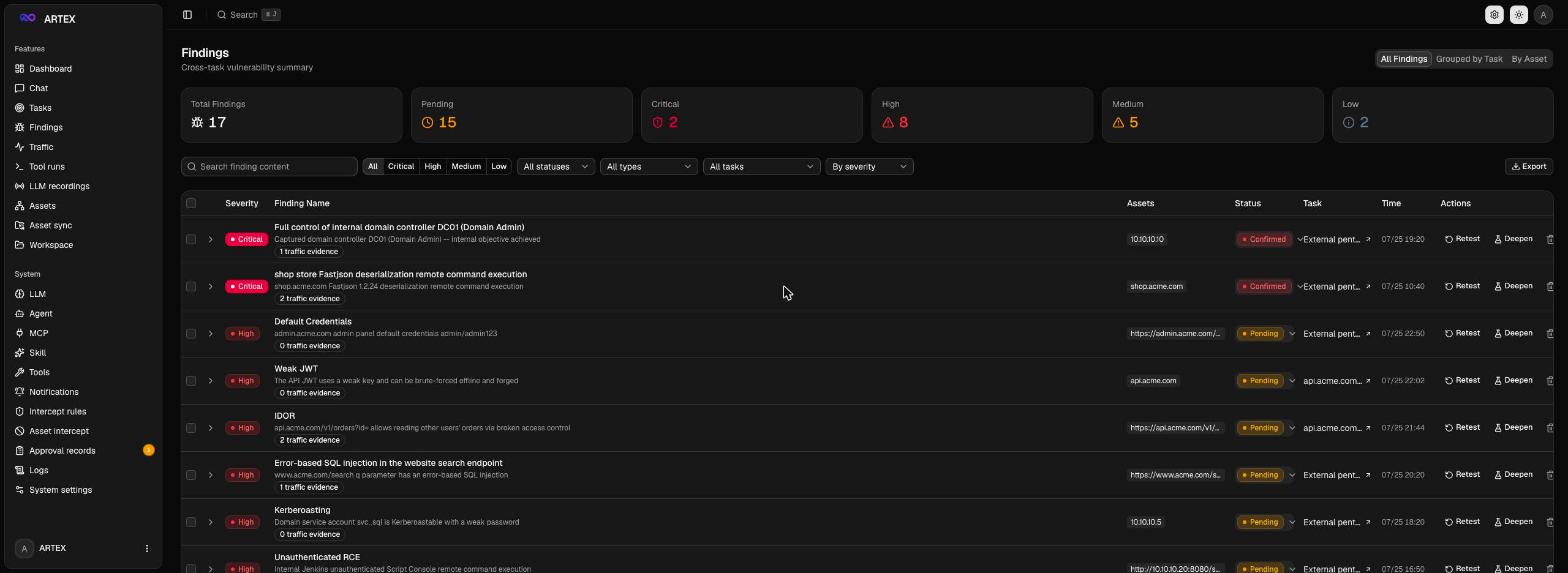 ARTEX
Search ⌘ J
A
Features
Dashboard
Chat
Tasks
Findings
Traffic
Tool runs
LLM recordings
Assets
Asset sync
Workspace
System
LLM
Agent
MCP
Skill
Tools
Notifications
Intercept rules
Asset intercept
Approval records
Logs
System settings
A ARTEX
Findings
Cross-task vulnerability summary
All Findings Grouped by Task By Asset
Total Findings
17
Pending
15
Critical
2
High
8
Medium
5
Low
2
Search finding content All Critical High Medium Low All statuses All types All tasks By severity Export
Severity Finding Name Assets Status Task Time Actions
Critical Full control of internal domain controller DC01 (Domain Admin) 10.10.10.10 Confirmed External pent... 07/25 19:20 Retest Deepen
Captured domain controller DC01 (Domain Admin) -- internal objective achieved
1 traffic evidence
Critical shop store Fastjson deserialization remote command execution shop.acme.com Confirmed External pent... 07/25 10:40 Retest Deepen
shop.acme.com Fastjson 1.2.24 deserialization remote command execution
2 traffic evidence
High Default Credentials https://admin.acme.com/... Pending External pent... 07/25 22:50 Retest Deepen
admin.acme.com admin panel default credentials admin/admin123
0 traffic evidence
High Weak JWT api.acme.com Pending api.acme.com... 07/25 22:02 Retest Deepen
The API JWT uses a weak key and can be brute-forced offline and forged
0 traffic evidence
High IDOR https://api.acme.com/v1/... Pending api.acme.com... 07/25 21:44 Retest Deepen
api.acme.com/v1/orders?id= allows reading other users' orders via broken access control
2 traffic evidence
High Error-based SQL injection in the website search endpoint https://www.acme.com/s... Pending External pent... 07/25 20:20 Retest Deepen
www.acme.com/search q parameter has an error-based SQL injection
1 traffic evidence
High Kerberoasting 10.10.10.5 Pending External pent... 07/25 18:20 Retest Deepen
Domain service account svc_sql is Kerberoastable with a weak password
0 traffic evidence
High Unauthenticated RCE http://10.10.10.20:8080/s... Pending External pent... 07/25 16:50 Retest Deepen
Internal Jenkins unauthenticated Script Console remote command execution